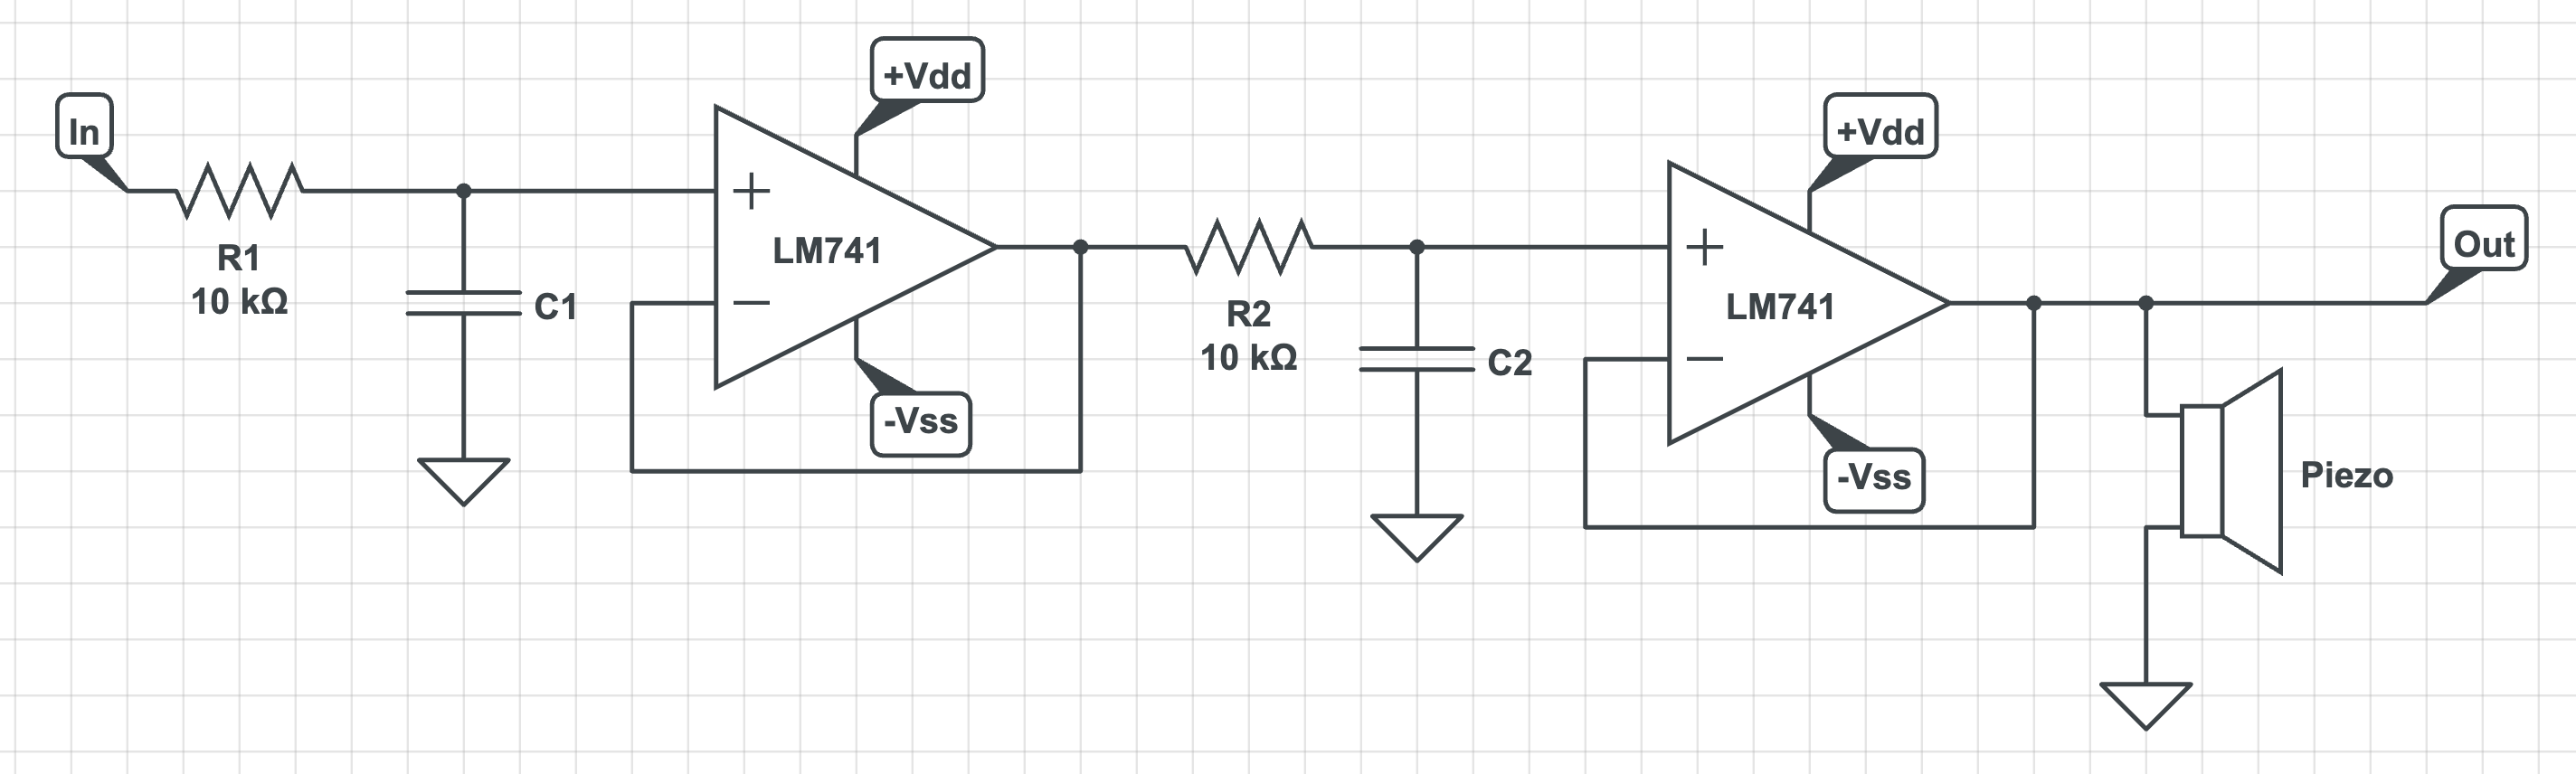 In
R1
10 kΩ
C1
+Vdd
+
LM741
−
-Vss
R2
10 kΩ
C2
+Vdd
+
LM741
−
-Vss
Out
Piezo